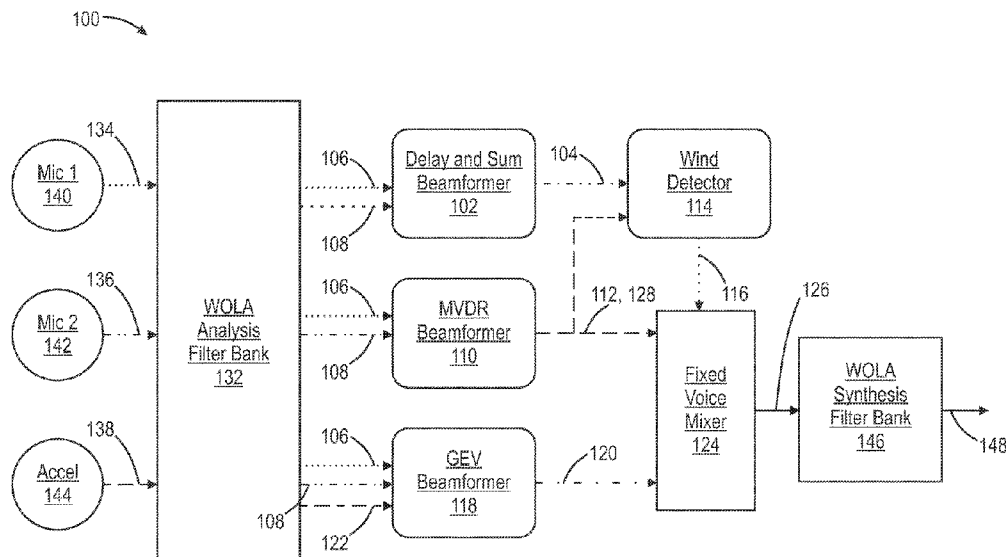 100
134
Mic 1
140
136
Mic 2
142
138
Accel
144
WOLA
Analysis
Filter Bank
132
106
108
Delay and Sum
Beamformer
102
104
Wind
Detector
114
106
108
MVDR
Beamformer
110
112, 128
116
126
106
108
122
GEV
Beamformer
118
120
Fixed
Voice
Mixer
124
WOLA
Synthesis
Filter Bank
146
148